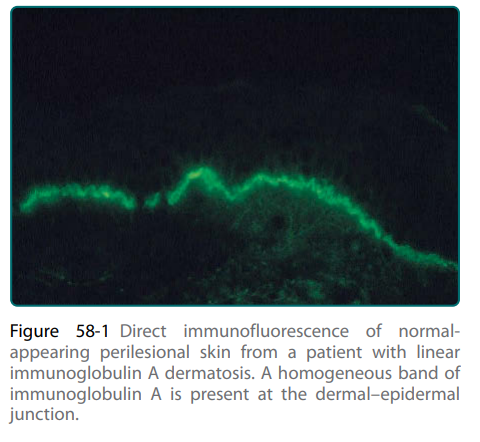 Figure 58-1 Direct immunofluorescence of normal-
appearing perilesional skin from a patient with linear
immunoglobulin A dermatosis. A homogeneous band of
immunoglobulin A is present at the dermal–epidermal
junction.